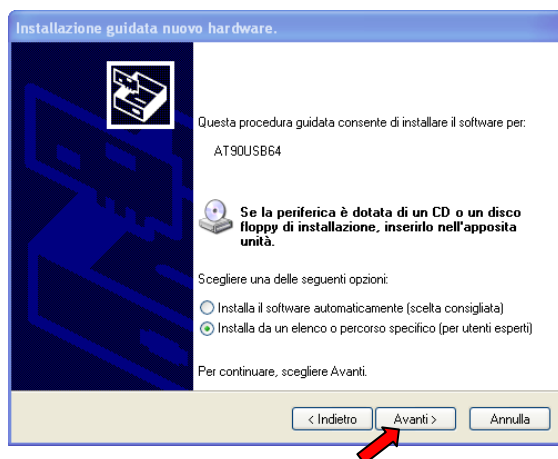 Installazione guidata nuovo hardware.
Questa procedura guidata consente di installare il software per:
AT90USB64
Se la periferica è dotata di un CD o un disco
floppy di installazione, inserirlo nell'apposita
unità.
Scegliere una delle seguenti opzioni:
Installa il software automaticamente (scelta consigliata)
Installa da un elenco o percorso specifico (per utenti esperti)
Per continuare, scegliere Avanti.
< Indietro Avanti > Annulla